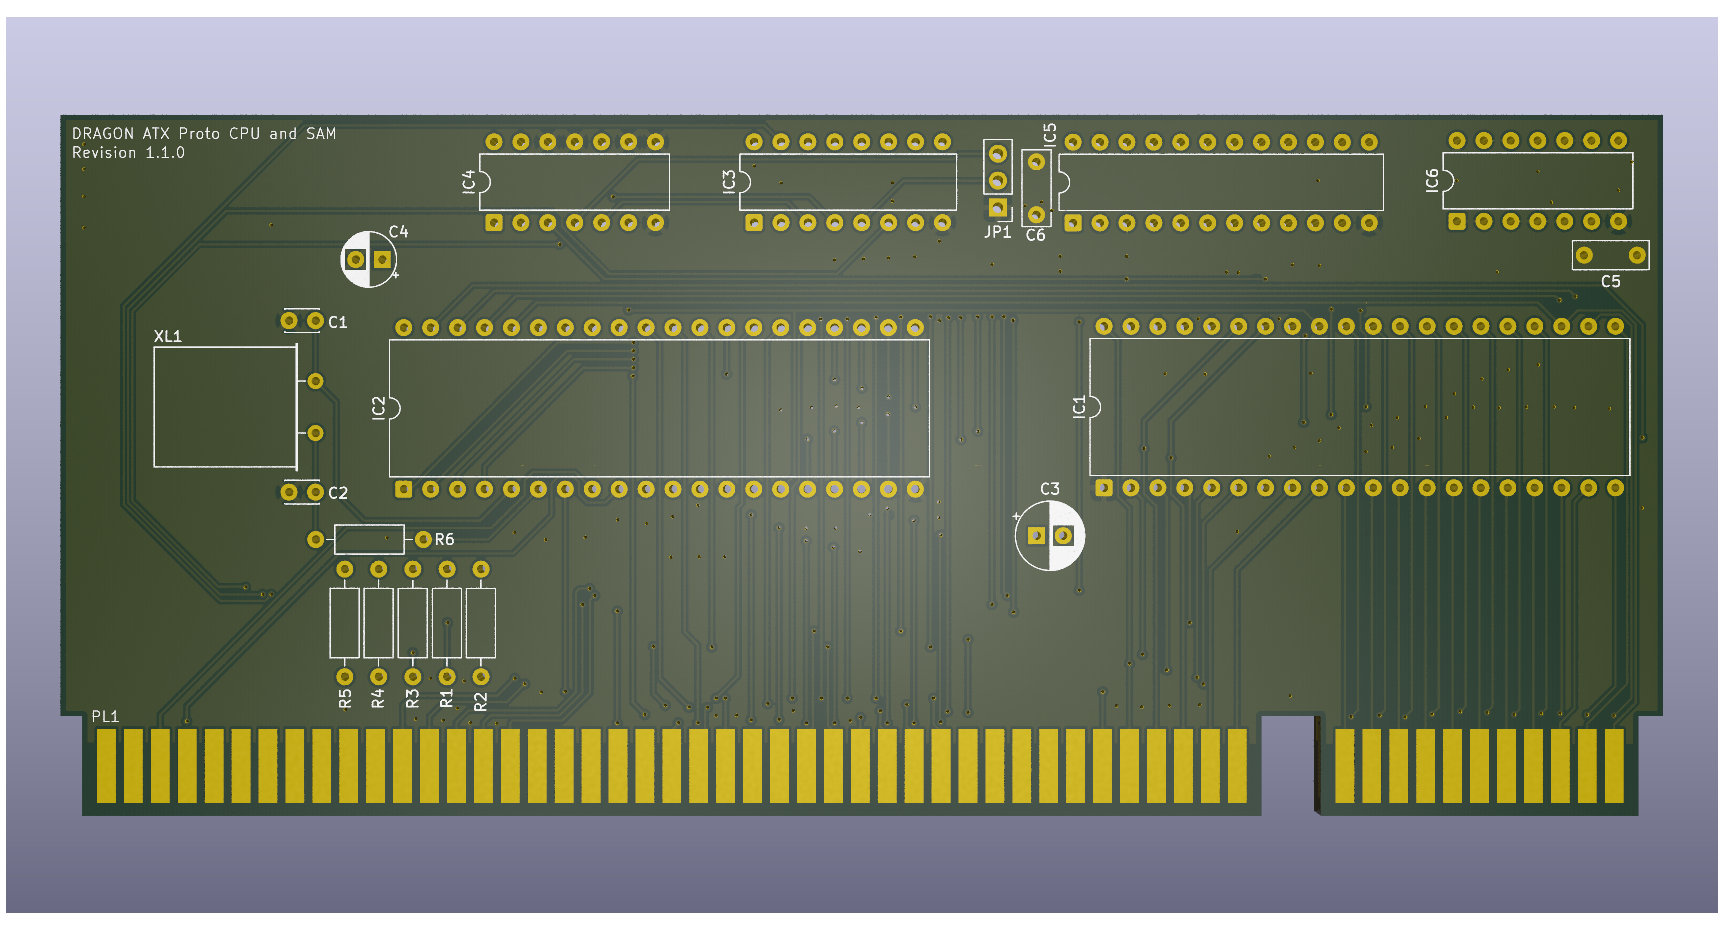 DRAGON ATX Proto CPU and SAM
Revision 1.1.0
IC4
IC3
IC5
IC6
JP1
C6
C4
+
C5
C1
XL1
IC2
IC1
C2
C3
+
R6
R5
R4
R3
R1
R2
PL1